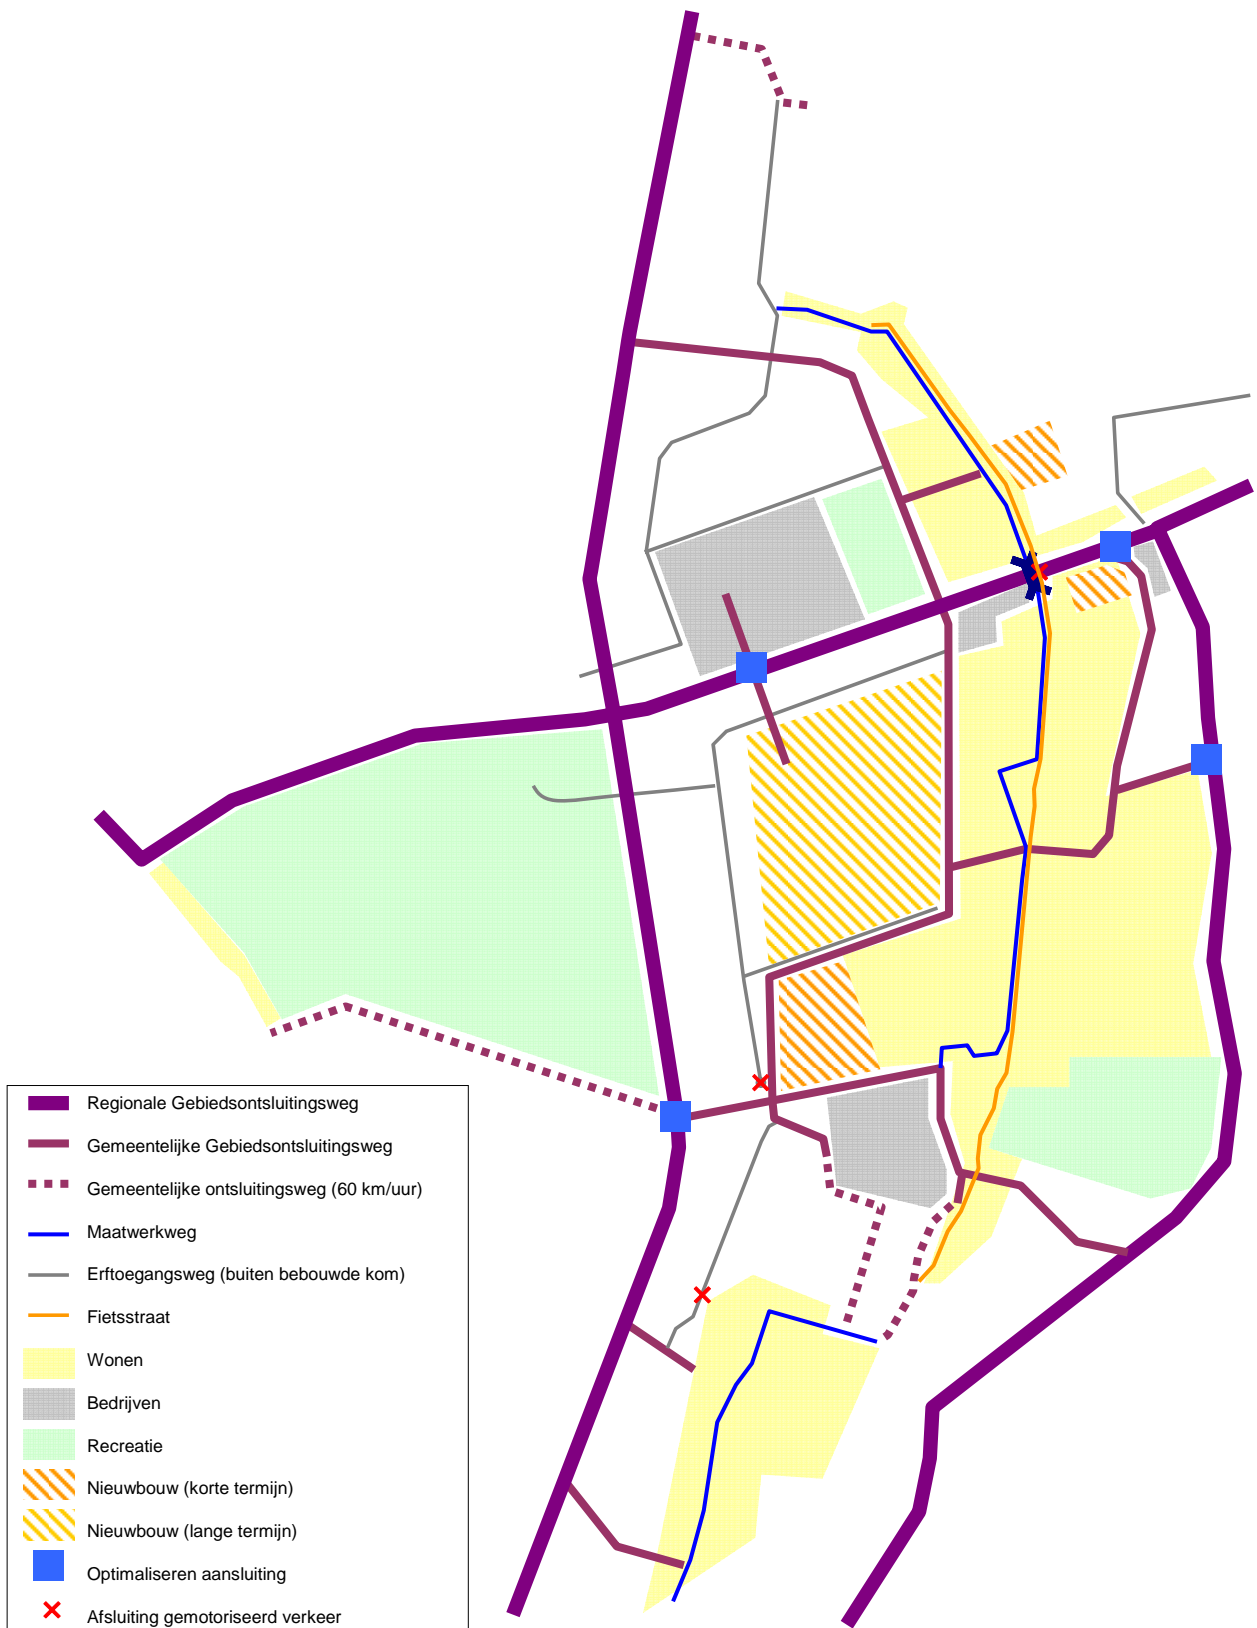 Regionale Gebiedsontsluitingsweg
Gemeentelijke Gebiedsontsluitingsweg
Gemeentelijke ontsluitingsweg (60 km/uur)
Maatwerkweg
Erftoegangsweg (buiten bebouwde kom)
Fietsstraat
Wonen
Bedrijven
Recreatie
Nieuwbouw (korte termijn)
Nieuwbouw (lange termijn)
Optimaliseren aansluiting
Afsluiting gemotoriseerd verkeer